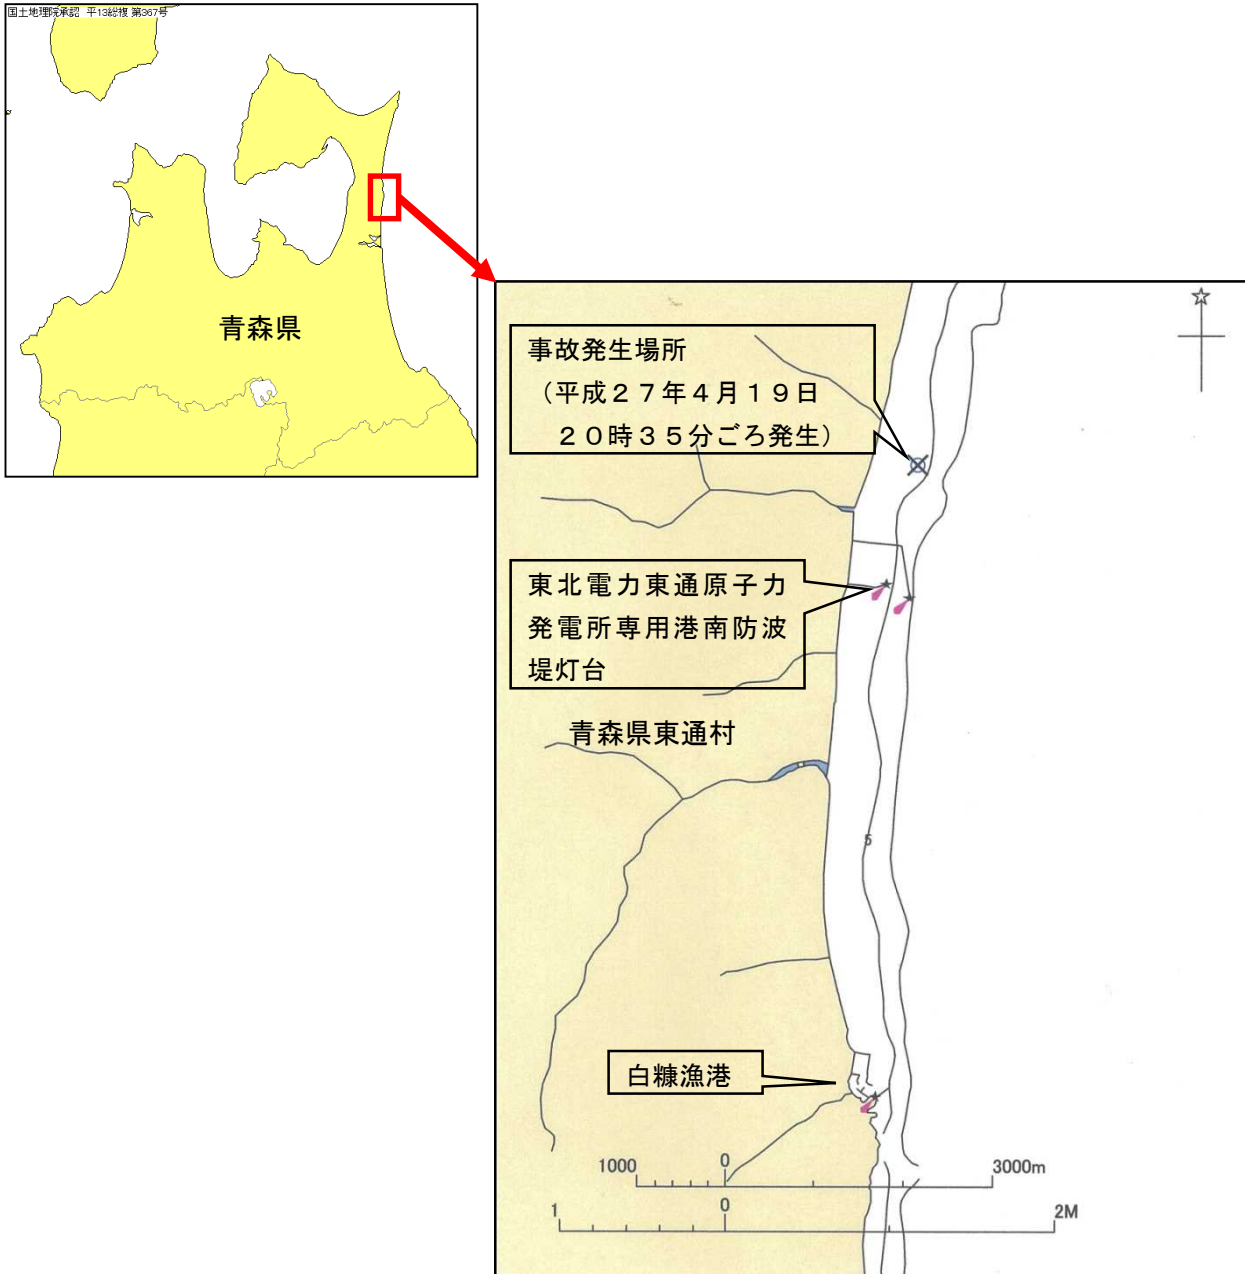 国土地理院承認 平13総複 第367号
青森県
事故発生場所
（平成２７年４月１９日
２０時３５分ごろ発生）
東北電力東通原子力
発電所専用港南防波
堤灯台
青森県東通村
5
白糠漁港
1000 0 3000m
1 0 2M